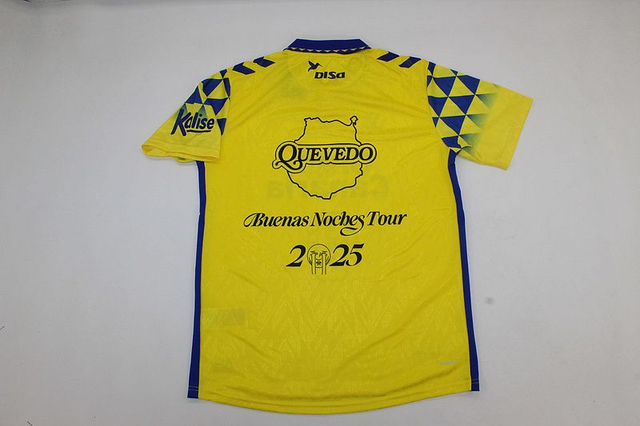 DISA
Kalise
QUEVEDO
Buenas Noches Tour
2025